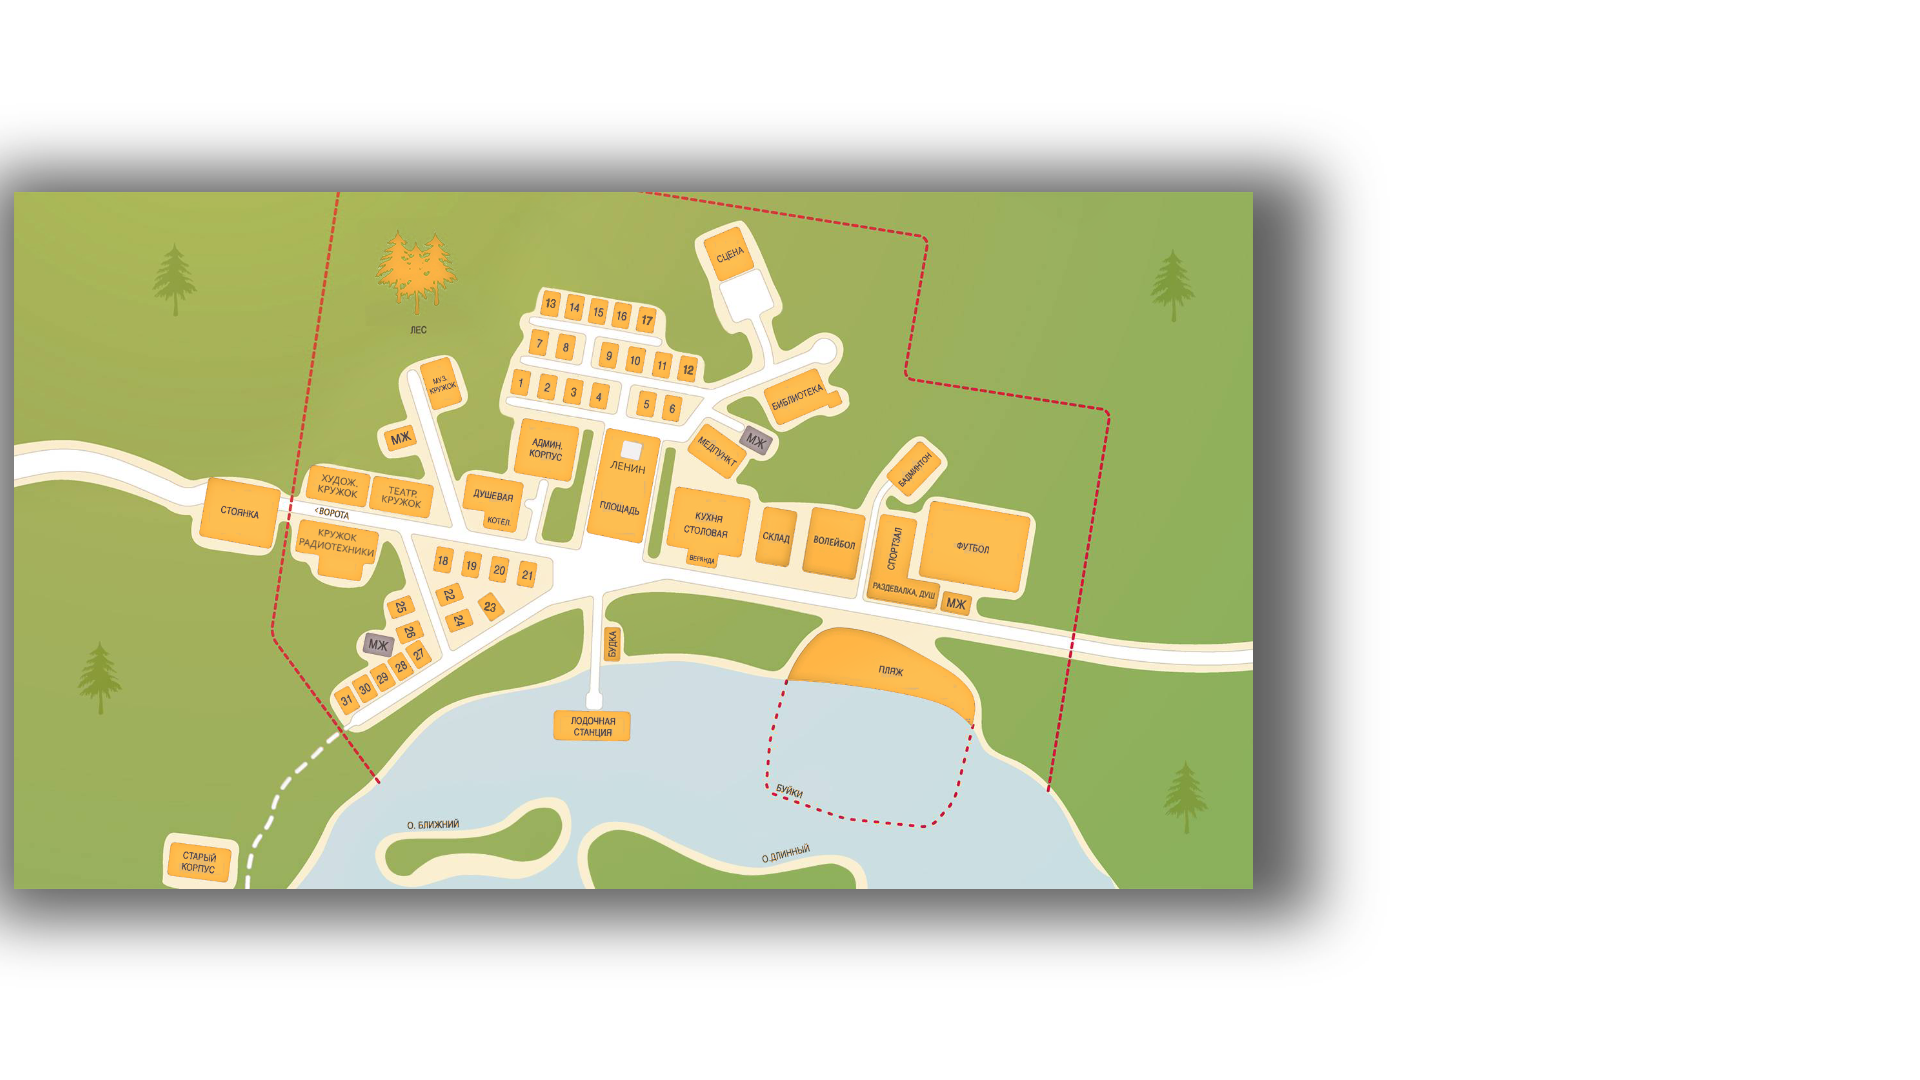 СЦЕНА
ЛЕС
13 14 15 16 17
7 8 9 10 11 12
1 2 3 4 5 6
МУЗ.
КРУЖОК
БИБЛИОТЕКА
МЖ
МЖ
АДМИН.
КОРПУС
ЛЕНИН
ПЛОЩАДЬ
МЕДПУНКТ
БАДМИНТОН
СТОЯНКА
ХУДОЖ.
КРУЖОК
ТЕАТР.
КРУЖОК
<ВОРОТА
КРУЖОК
РАДИОТЕХНИКИ
ДУШЕВАЯ
КОТЕЛ.
КУХНЯ
СТОЛОВАЯ
ВЕРАНДА
СКЛАД
ВОЛЕЙБОЛ
СПОРТЗАЛ
РАЗДЕВАЛКА, ДУШ
ФУТБОЛ
МЖ
18 19 20 21
22 23
24
25
26
МЖ
27
28
29
30
31
БУДКА
ПЛЯЖ
ЛОДОЧНАЯ
СТАНЦИЯ
БУЙКИ
О. БЛИЖНИЙ
О.ДЛИННЫЙ
СТАРЫЙ
КОРПУС